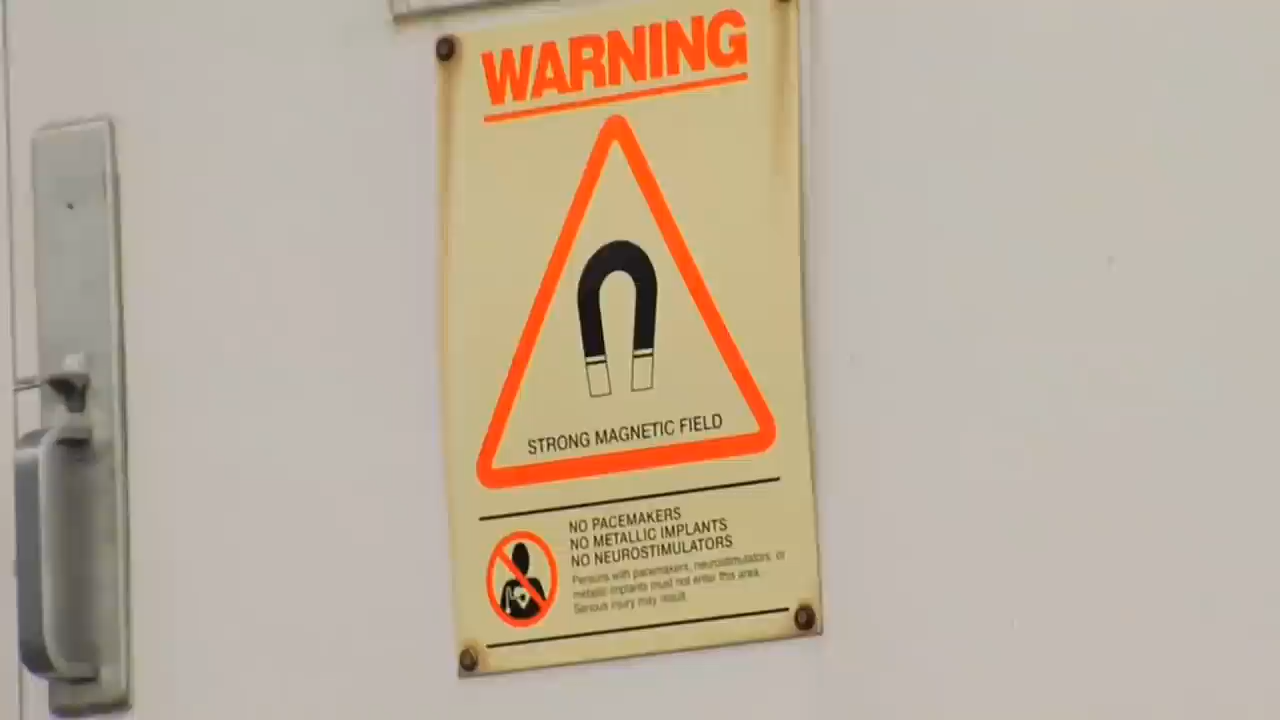 WARNING
STRONG MAGNETIC FIELD
NO PACEMAKERS
NO METALLIC IMPLANTS
NO NEUROSTIMULATORS
Persons with pacemakers, neurostimulators, or
metallic implants must not enter this area.
Serious injury may result.